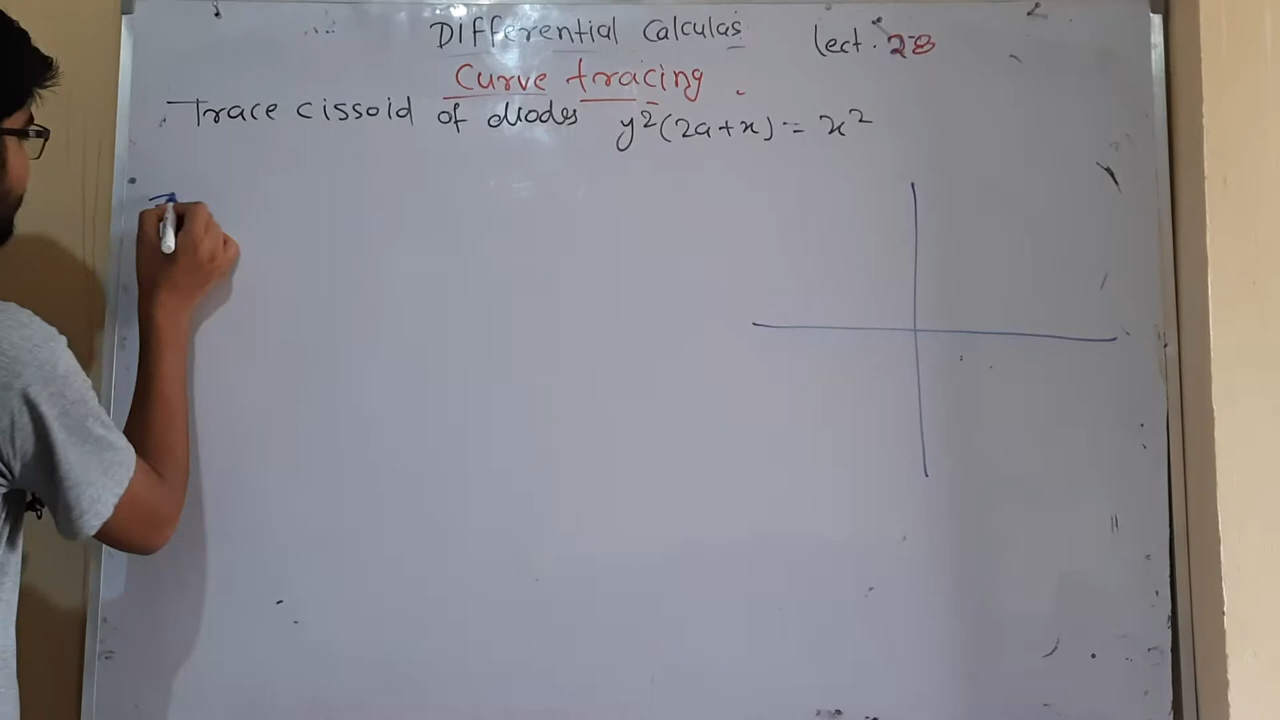 Differential Calculas lect. 28
Curve tracing
Trace cissoid of diodes y²(2a+x) = x²